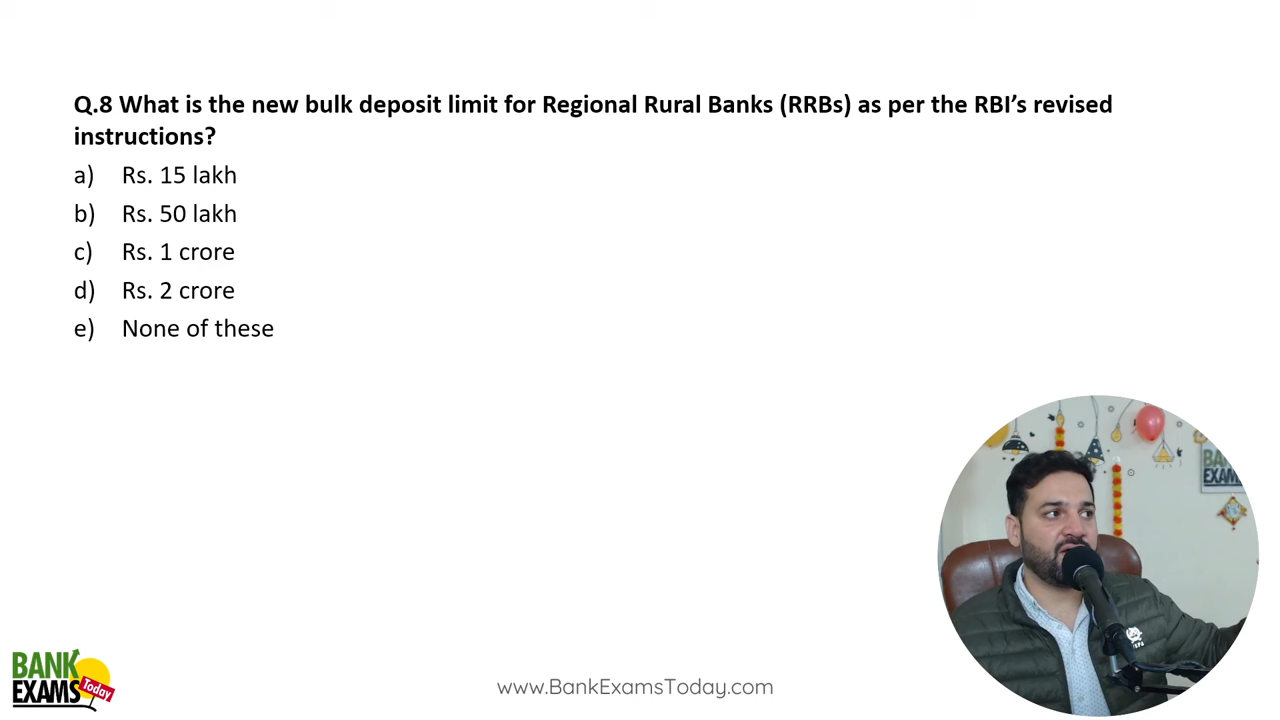 Q.8 What is the new bulk deposit limit for Regional Rural Banks (RRBs) as per the RBI’s revised
instructions?
a) Rs. 15 lakh
b) Rs. 50 lakh
c) Rs. 1 crore
d) Rs. 2 crore
e) None of these
BANK
EXAMS
Today
www.BankExamsToday.com